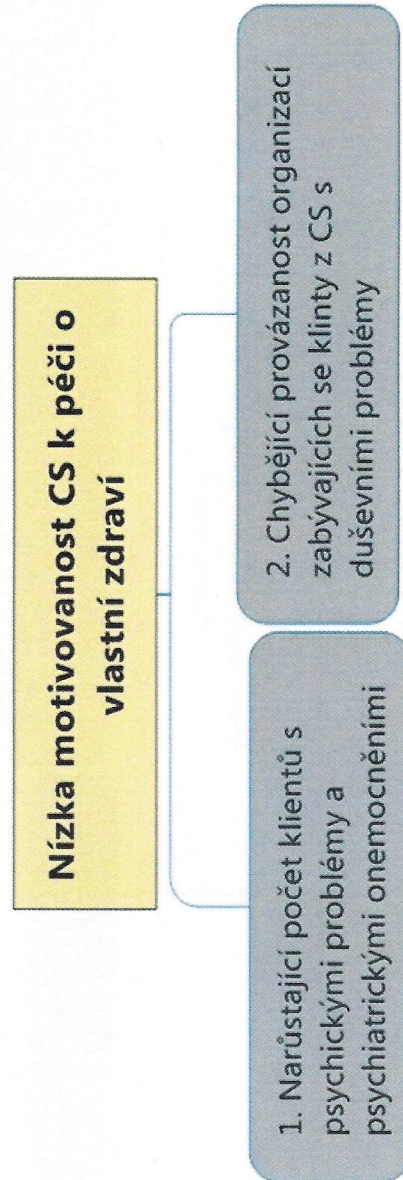 Nízka motivovanost CS k péči o
vlastní zdraví
1. Narůstající počet klientů s
psychickými problémy a
psychiatrickými onemocněními
2. Chybějící provázanost organizací
zabývajících se klinty z CS s
duševními problémy